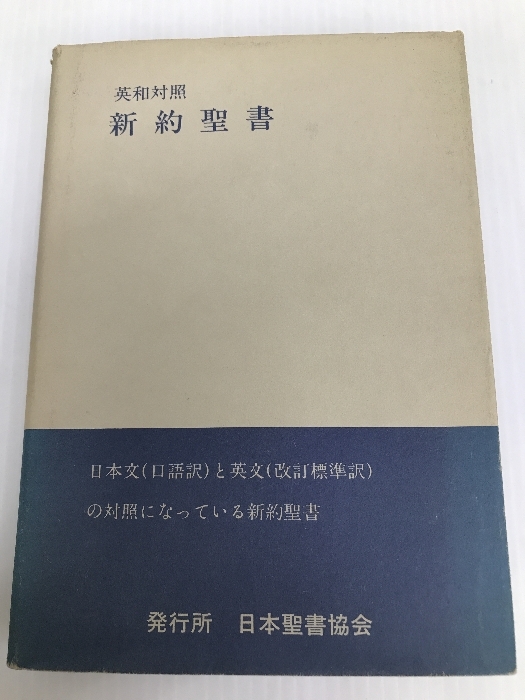 英和対照
新約聖書
日本文(口語訳)と英文(改訂標準訳)
の対照になっている新約聖書
発行所 日本聖書協会